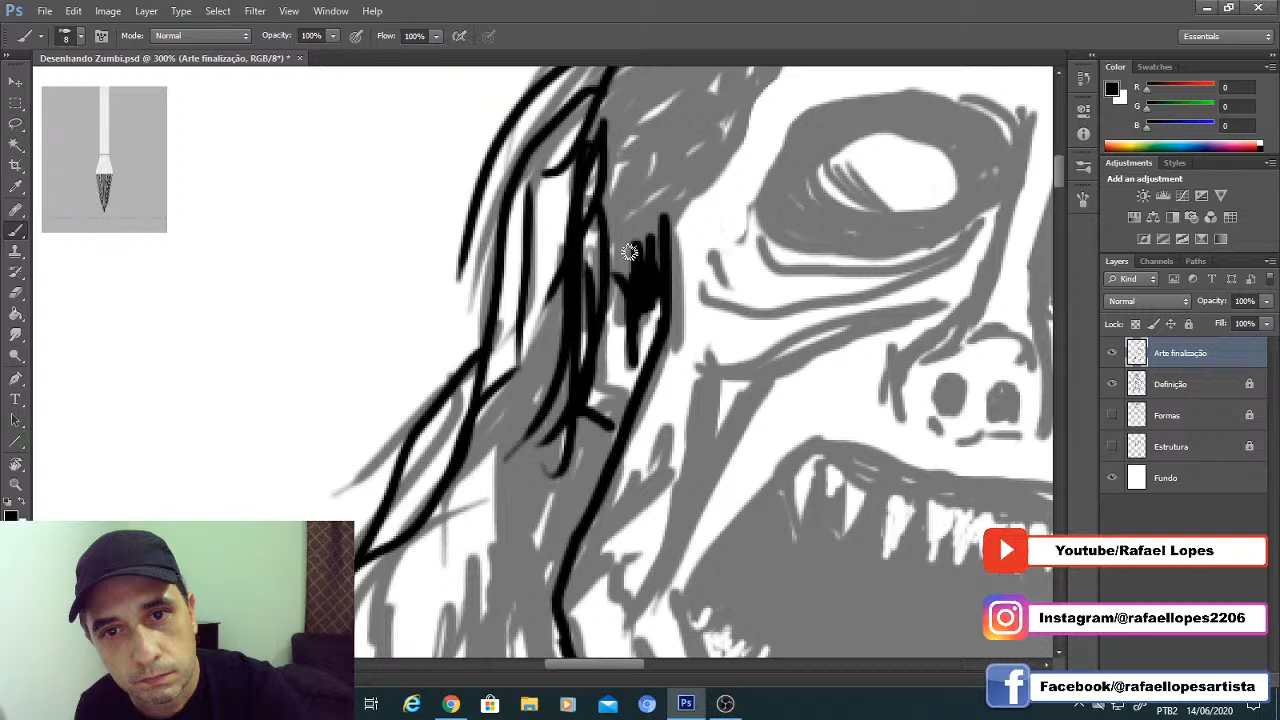 Ps File Edit Image Layer Type Select Filter View Window Help
8 Mode: Normal Opacity: 100% Flow: 100% Essentials
Desenhando Zumbi.psd @ 300% (Arte finalização, RGB/8*) * ×
Color Swatches
R 0
G 0
B 0
Adjustments Styles
Add an adjustment
Layers Channels Paths
Kind
Normal Opacity: 100%
Lock: Fill: 100%
Arte finalização
Definição
Formas
Estrutura
Fundo
Youtube/Rafael Lopes
Instagram/@rafaellopes2206
Facebook/@rafaellopesartista
Ps PTB2 14/06/2020